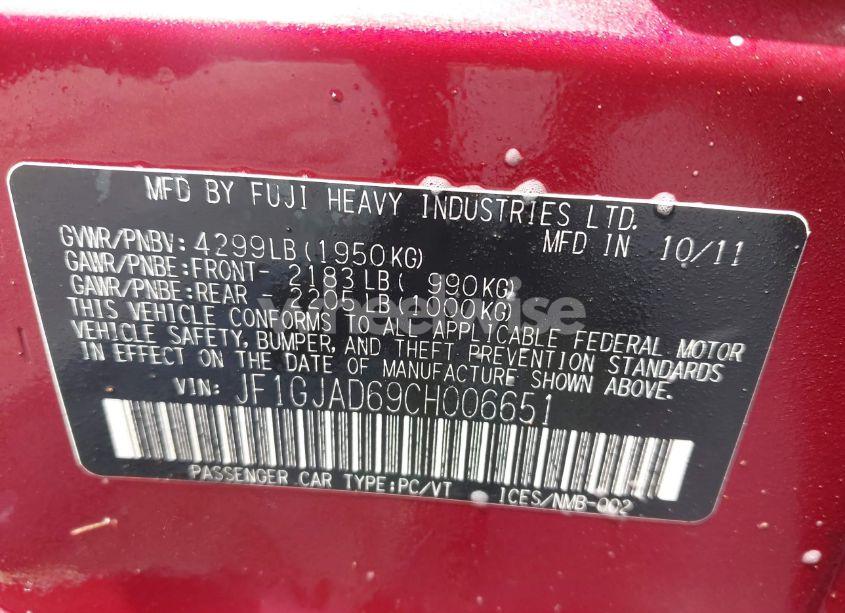 MFD BY FUJI HEAVY INDUSTRIES LTD.
GVWR/PNBV: 4299LB(1950KG) MFD IN 10/11
GAWR/PNBE:FRONT- 2183LB( 990KG)
GAWR/PNBE:REAR 2205LB(1000KG)
THIS VEHICLE CONFORMS TO ALL APPLICABLE FEDERAL MOTOR
VEHICLE SAFETY, BUMPER, AND THEFT PREVENTION STANDARDS
IN EFFECT ON THE DATE OF MANUFACTURE SHOWN ABOVE.
VIN: JF1GJAD69CH006651
PASSENGER CAR TYPE:PC/VT ICES/NMB-002